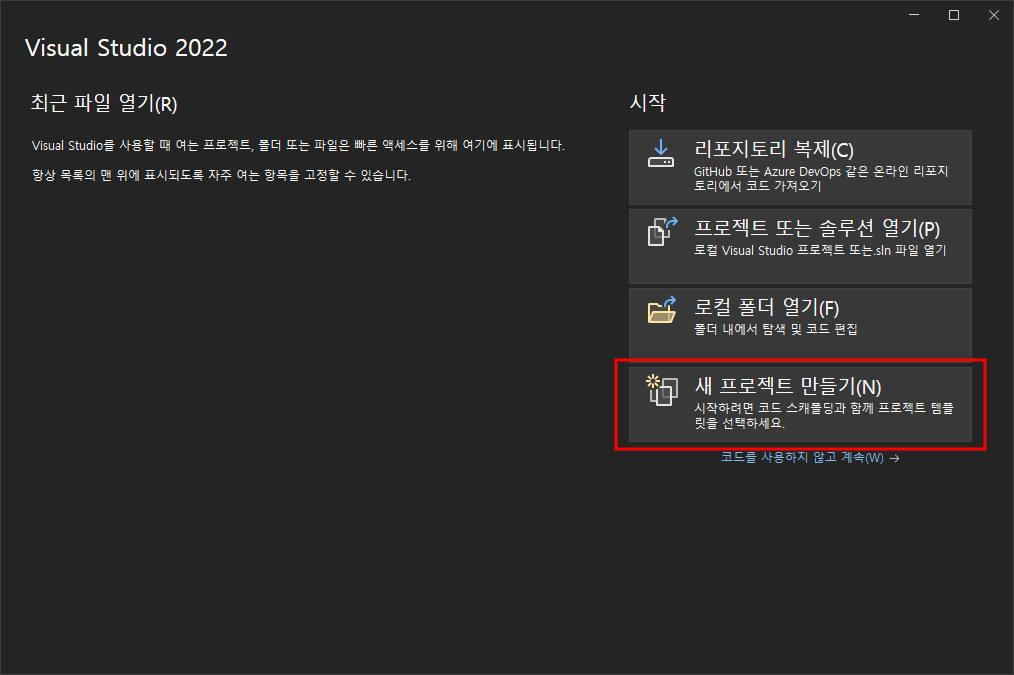 Visual Studio 2022
최근 파일 열기(R)
Visual Studio를 사용할 때 여는 프로젝트, 폴더 또는 파일은 빠른 액세스를 위해 여기에 표시됩니다.
항상 목록의 맨 위에 표시되도록 자주 여는 항목을 고정할 수 있습니다.
시작
리포지토리 복제(C)
GitHub 또는 Azure DevOps 같은 온라인 리포지
토리에서 코드 가져오기
프로젝트 또는 솔루션 열기(P)
로컬 Visual Studio 프로젝트 또는.sln 파일 열기
로컬 폴더 열기(F)
폴더 내에서 탐색 및 코드 편집
새 프로젝트 만들기(N)
시작하려면 코드 스캐폴딩과 함께 프로젝트 템플
릿을 선택하세요.
코드를 사용하지 않고 계속(W) →